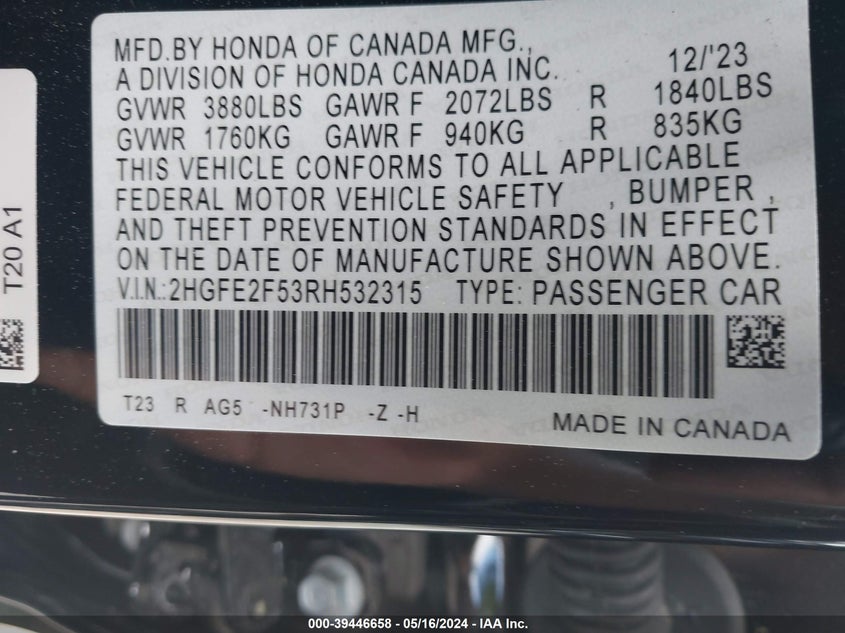 MFD.BY HONDA OF CANADA MFG.,
A DIVISION OF HONDA CANADA INC. 12/'23
GVWR 3880LBS GAWR F 2072LBS R 1840LBS
GVWR 1760KG GAWR F 940KG R 835KG
THIS VEHICLE CONFORMS TO ALL APPLICABLE
FEDERAL MOTOR VEHICLE SAFETY , BUMPER ,
AND THEFT PREVENTION STANDARDS IN EFFECT
ON THE DATE OF MANUFACTURE SHOWN ABOVE.
V.I.N.:2HGFE2F53RH532315 TYPE: PASSENGER CAR
T23 R AG5 -NH731P -Z -H
MADE IN CANADA
T20 A1
000-39446658 - 05/16/2024 - IAA Inc.